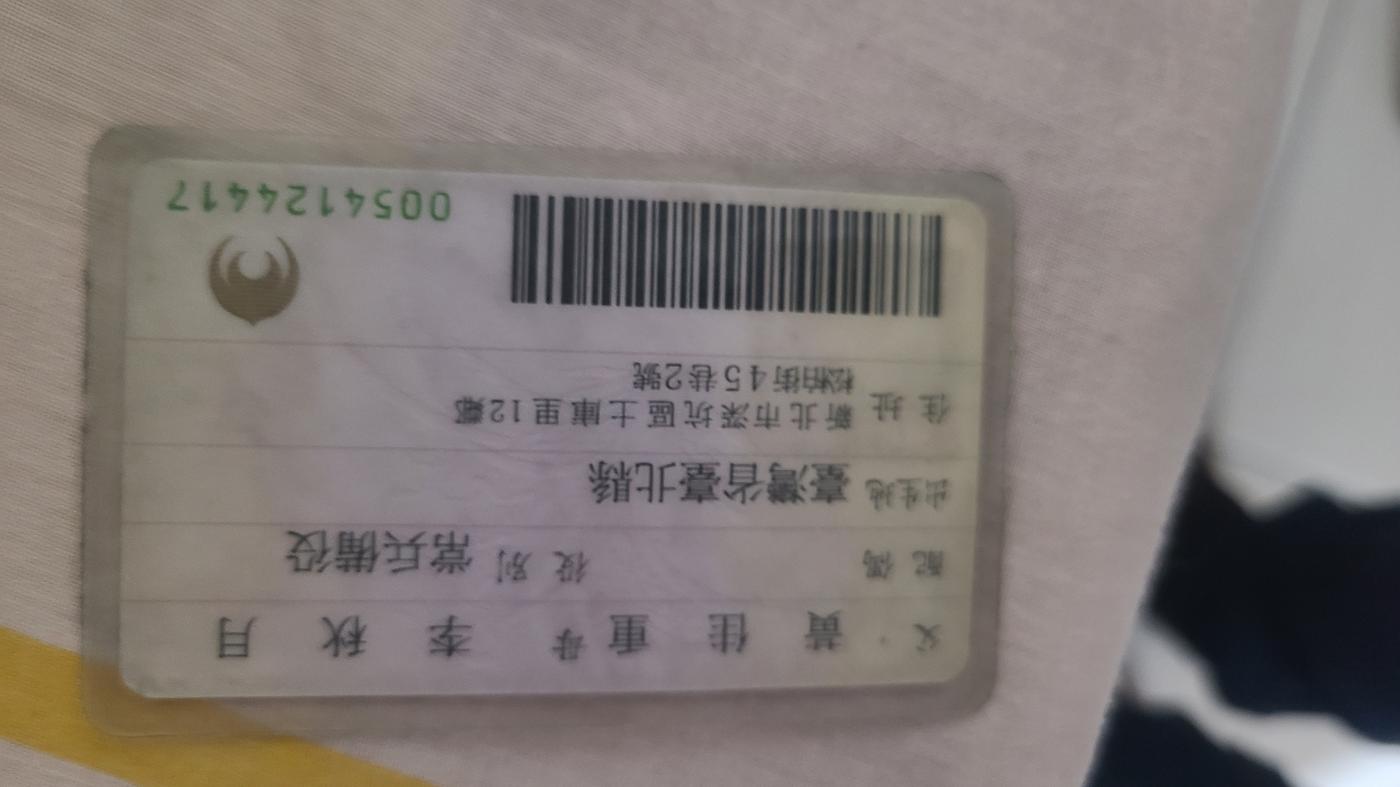 父 黃佳重 母 李秋月
配偶 役別 常兵備役
出生地 臺灣省臺北縣
住址 新北市深坑區土庫里12鄰
松柏街45巷2號
0054124417